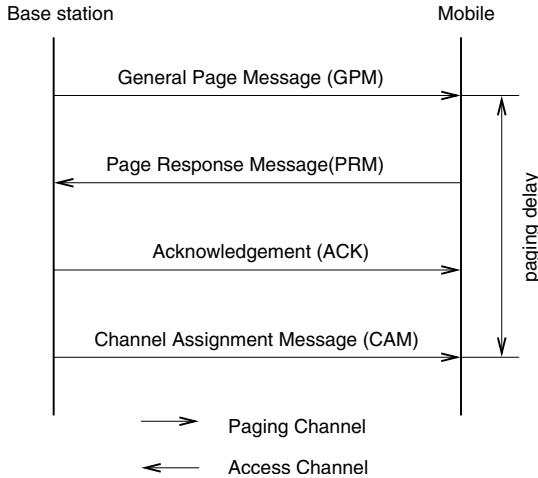 Base station
Mobile
General Page Message (GPM)
Page Response Message(PRM)
Acknowledgement (ACK)
Channel Assignment Message (CAM)
paging delay
Paging Channel
Access Channel